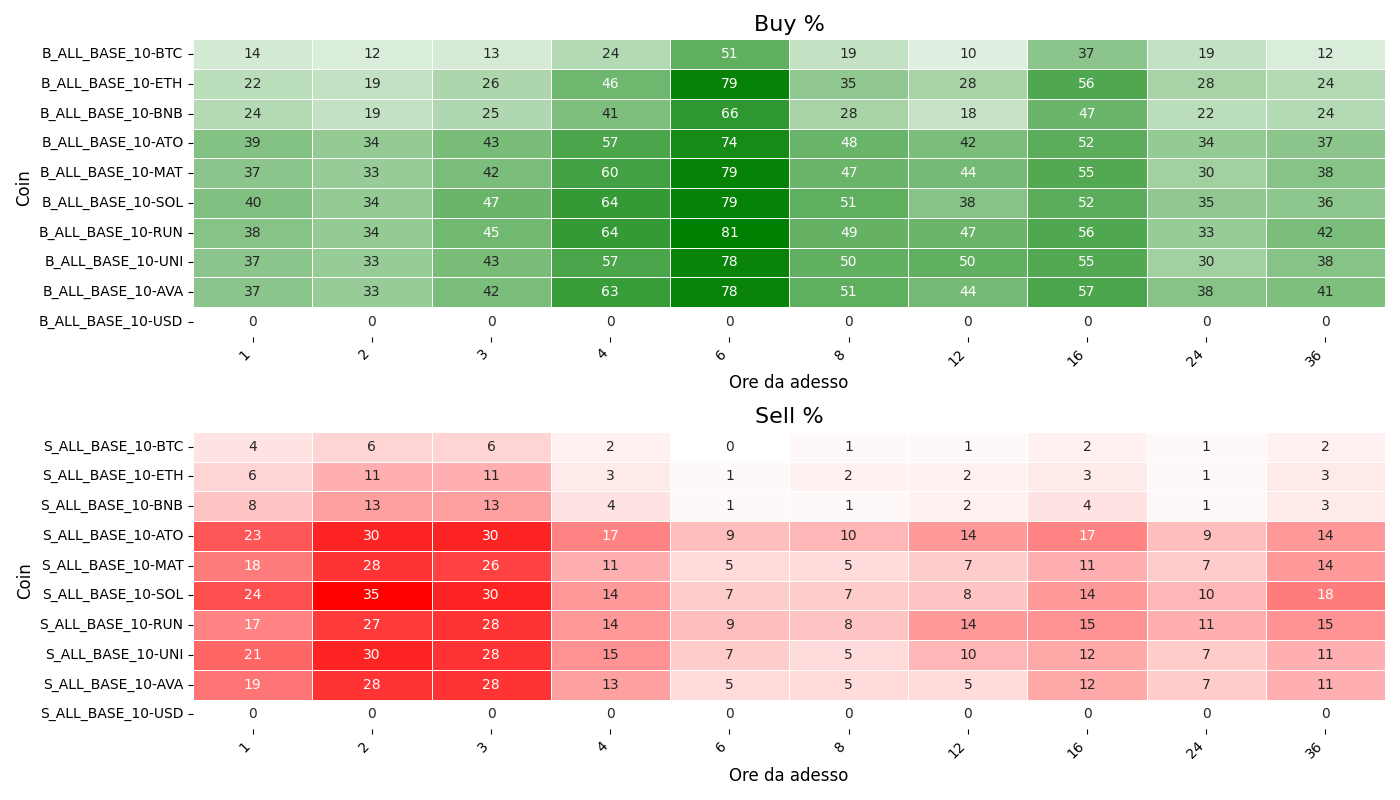 Buy %
Coin
B_ALL_BASE_10-BTC 14 12 13 24 51 19 10 37 19 12
B_ALL_BASE_10-ETH 22 19 26 46 79 35 28 56 28 24
B_ALL_BASE_10-BNB 24 19 25 41 66 28 18 47 22 24
B_ALL_BASE_10-ATO 39 34 43 57 74 48 42 52 34 37
B_ALL_BASE_10-MAT 37 33 42 60 79 47 44 55 30 38
B_ALL_BASE_10-SOL 40 34 47 64 79 51 38 52 35 36
B_ALL_BASE_10-RUN 38 34 45 64 81 49 47 56 33 42
B_ALL_BASE_10-UNI 37 33 43 57 78 50 50 55 30 38
B_ALL_BASE_10-AVA 37 33 42 63 78 51 44 57 38 41
B_ALL_BASE_10-USD 0 0 0 0 0 0 0 0 0 0
1 2 3 4 6 8 12 16 24 36
Ore da adesso
Sell %
Coin
S_ALL_BASE_10-BTC 4 6 6 2 0 1 1 2 1 2
S_ALL_BASE_10-ETH 6 11 11 3 1 2 2 3 1 3
S_ALL_BASE_10-BNB 8 13 13 4 1 1 2 4 1 3
S_ALL_BASE_10-ATO 23 30 30 17 9 10 14 17 9 14
S_ALL_BASE_10-MAT 18 28 26 11 5 5 7 11 7 14
S_ALL_BASE_10-SOL 24 35 30 14 7 7 8 14 10 18
S_ALL_BASE_10-RUN 17 27 28 14 9 8 14 15 11 15
S_ALL_BASE_10-UNI 21 30 28 15 7 5 10 12 7 11
S_ALL_BASE_10-AVA 19 28 28 13 5 5 5 12 7 11
S_ALL_BASE_10-USD 0 0 0 0 0 0 0 0 0 0
1 2 3 4 6 8 12 16 24 36
Ore da adesso